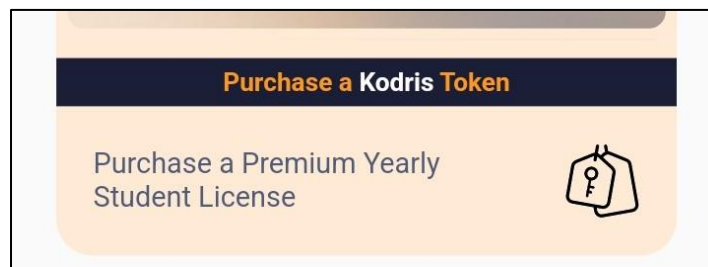 Purchase a Kodris Token
Purchase a Premium Yearly
Student License